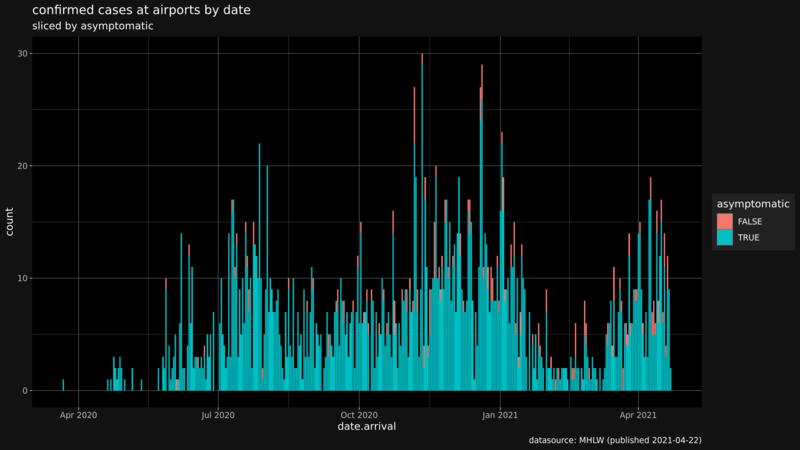 confirmed cases at airports by date
sliced by asymptomatic
30
20
10
0
count
Apr 2020
Jul 2020
Oct 2020
Jan 2021
Apr 2021
date.arrival
asymptomatic
FALSE
TRUE
datasource: MHLW (published 2021-04-22)